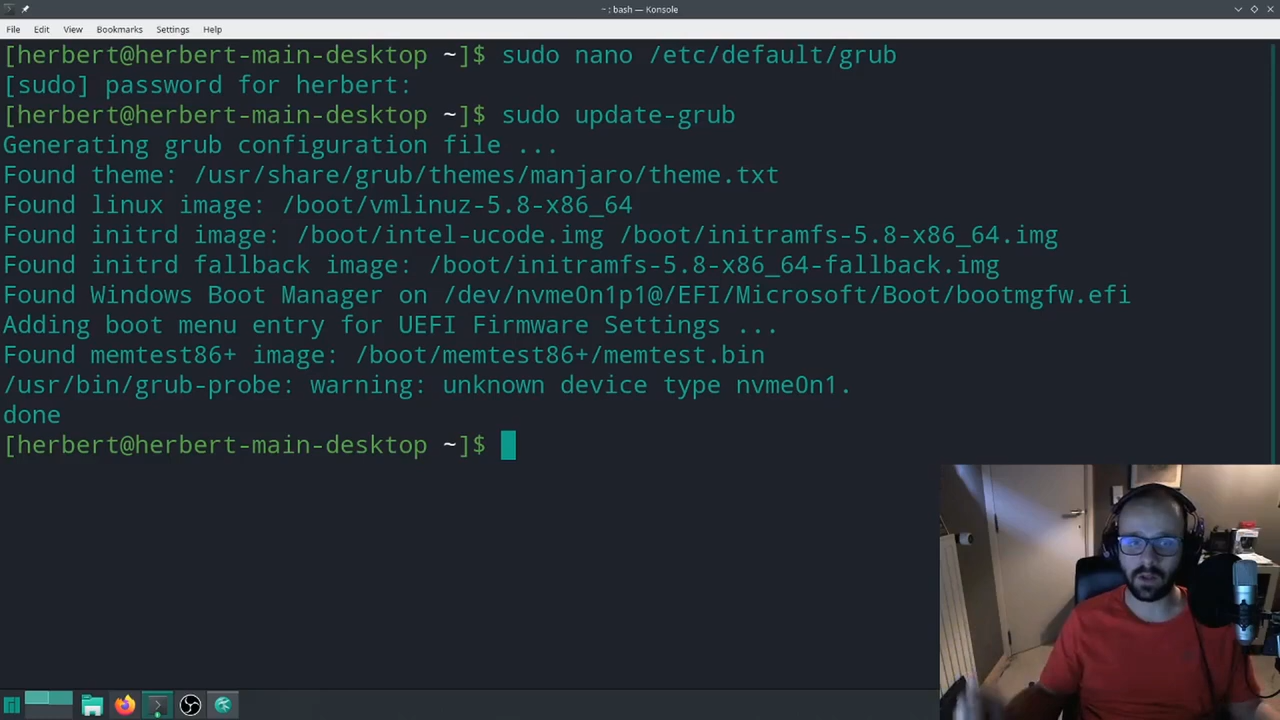 ~ : bash — Konsole
File Edit View Bookmarks Settings Help
[herbert@herbert-main-desktop ~]$ sudo nano /etc/default/grub
[sudo] password for herbert:
[herbert@herbert-main-desktop ~]$ sudo update-grub
Generating grub configuration file ...
Found theme: /usr/share/grub/themes/manjaro/theme.txt
Found linux image: /boot/vmlinuz-5.8-x86_64
Found initrd image: /boot/intel-ucode.img /boot/initramfs-5.8-x86_64.img
Found initrd fallback image: /boot/initramfs-5.8-x86_64-fallback.img
Found Windows Boot Manager on /dev/nvme0n1p1@/EFI/Microsoft/Boot/bootmgfw.efi
Adding boot menu entry for UEFI Firmware Settings ...
Found memtest86+ image: /boot/memtest86+/memtest.bin
/usr/bin/grub-probe: warning: unknown device type nvme0n1.
done
[herbert@herbert-main-desktop ~]$